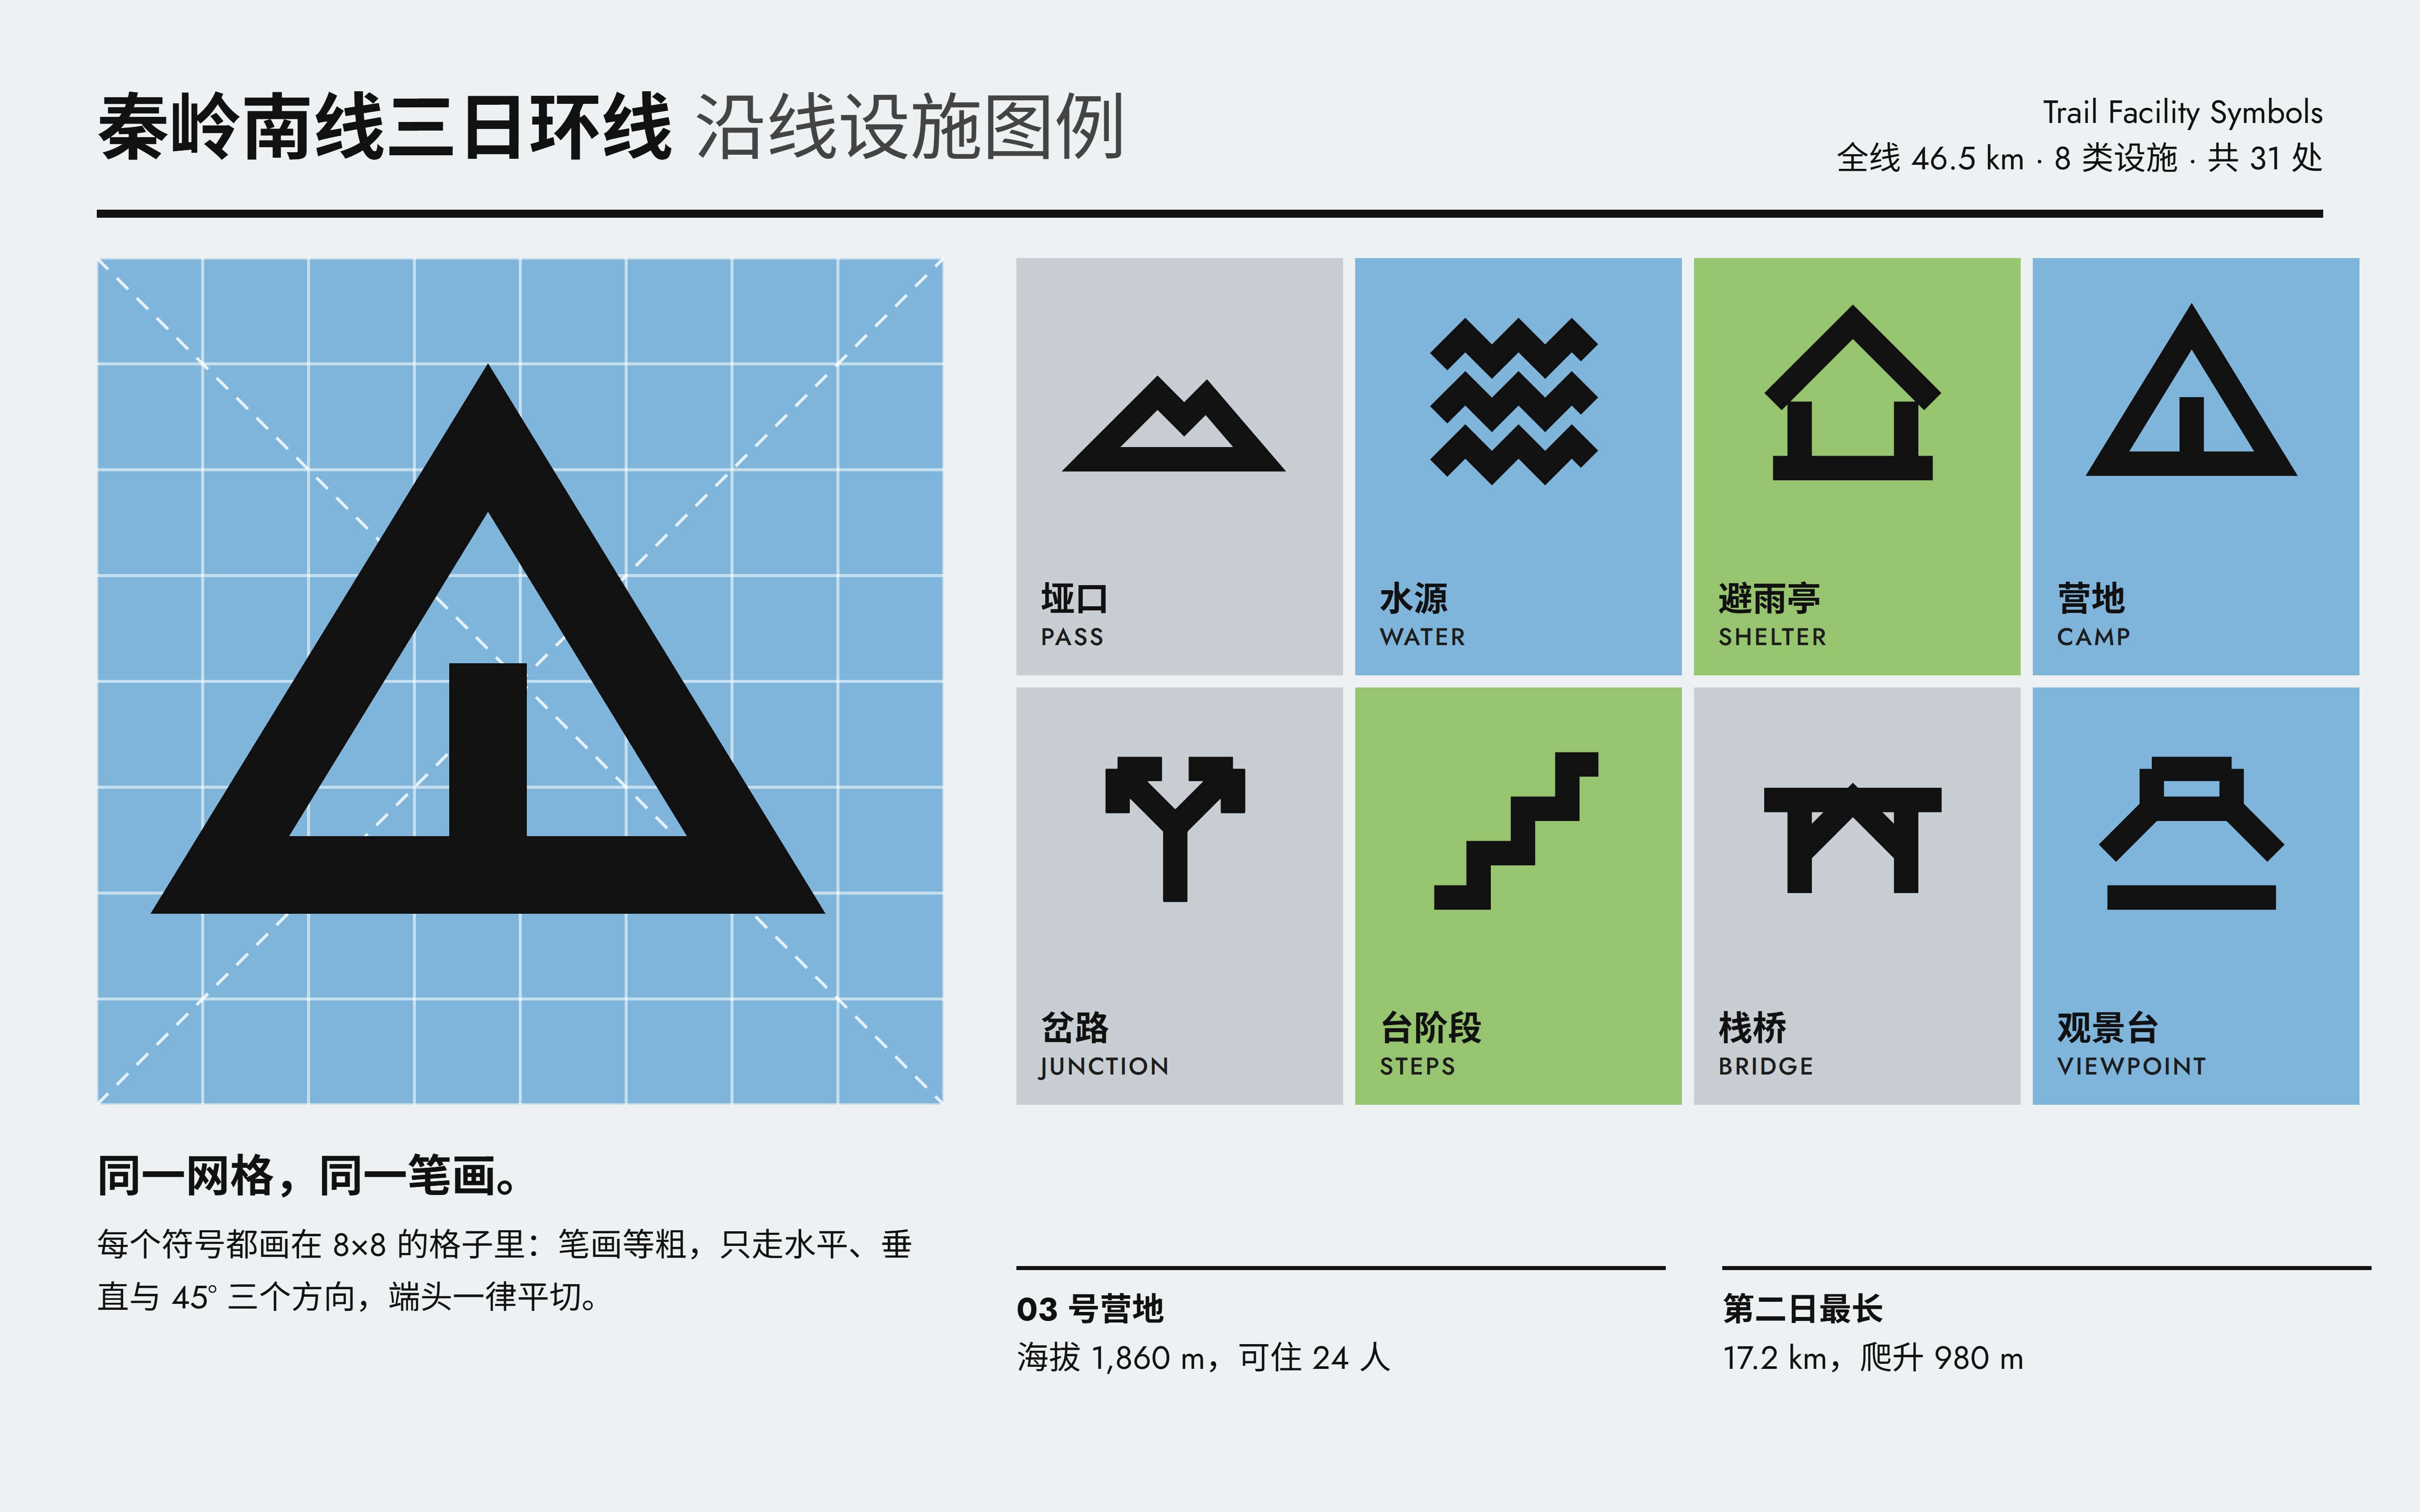 秦岭南线三日环线 沿线设施图例
Trail Facility Symbols
全线 46.5 km · 8 类设施 · 共 31 处
垭口
PASS
水源
WATER
避雨亭
SHELTER
营地
CAMP
岔路
JUNCTION
台阶段
STEPS
栈桥
BRIDGE
观景台
VIEWPOINT
同一网格，同一笔画。
每个符号都画在 8×8 的格子里：笔画等粗，只走水平、垂
直与 45° 三个方向，端头一律平切。
03 号营地
海拔 1,860 m，可住 24 人
第二日最长
17.2 km，爬升 980 m